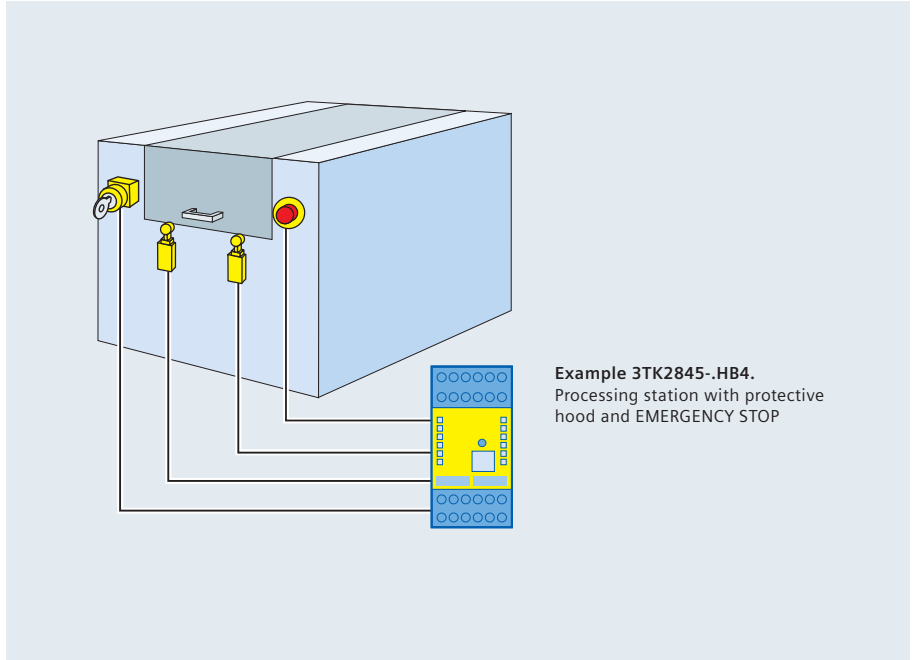 Example 3TK2845-.HB4.
Processing station with protective
hood and EMERGENCY STOP